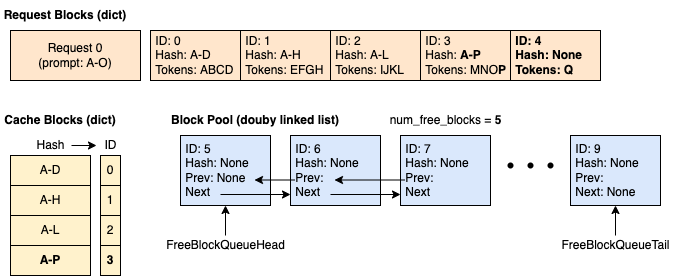 Request Blocks (dict)
Request 0
(prompt: A-O)
ID: 0
Hash: A-D
Tokens: ABCD
ID: 1
Hash: A-H
Tokens: EFGH
ID: 2
Hash: A-L
Tokens: IJKL
ID: 3
Hash: A-P
Tokens: MNOP
ID: 4
Hash: None
Tokens: Q
Cache Blocks (dict)
Hash
ID
A-D
0
A-H
1
A-L
2
A-P
3
Block Pool (douby linked list)
num_free_blocks = 5
ID: 5
Hash: None
Prev: None
Next
ID: 6
Hash: None
Prev:
Next
ID: 7
Hash: None
Prev:
Next
ID: 9
Hash: None
Prev:
Next: None
FreeBlockQueueHead
FreeBlockQueueTail